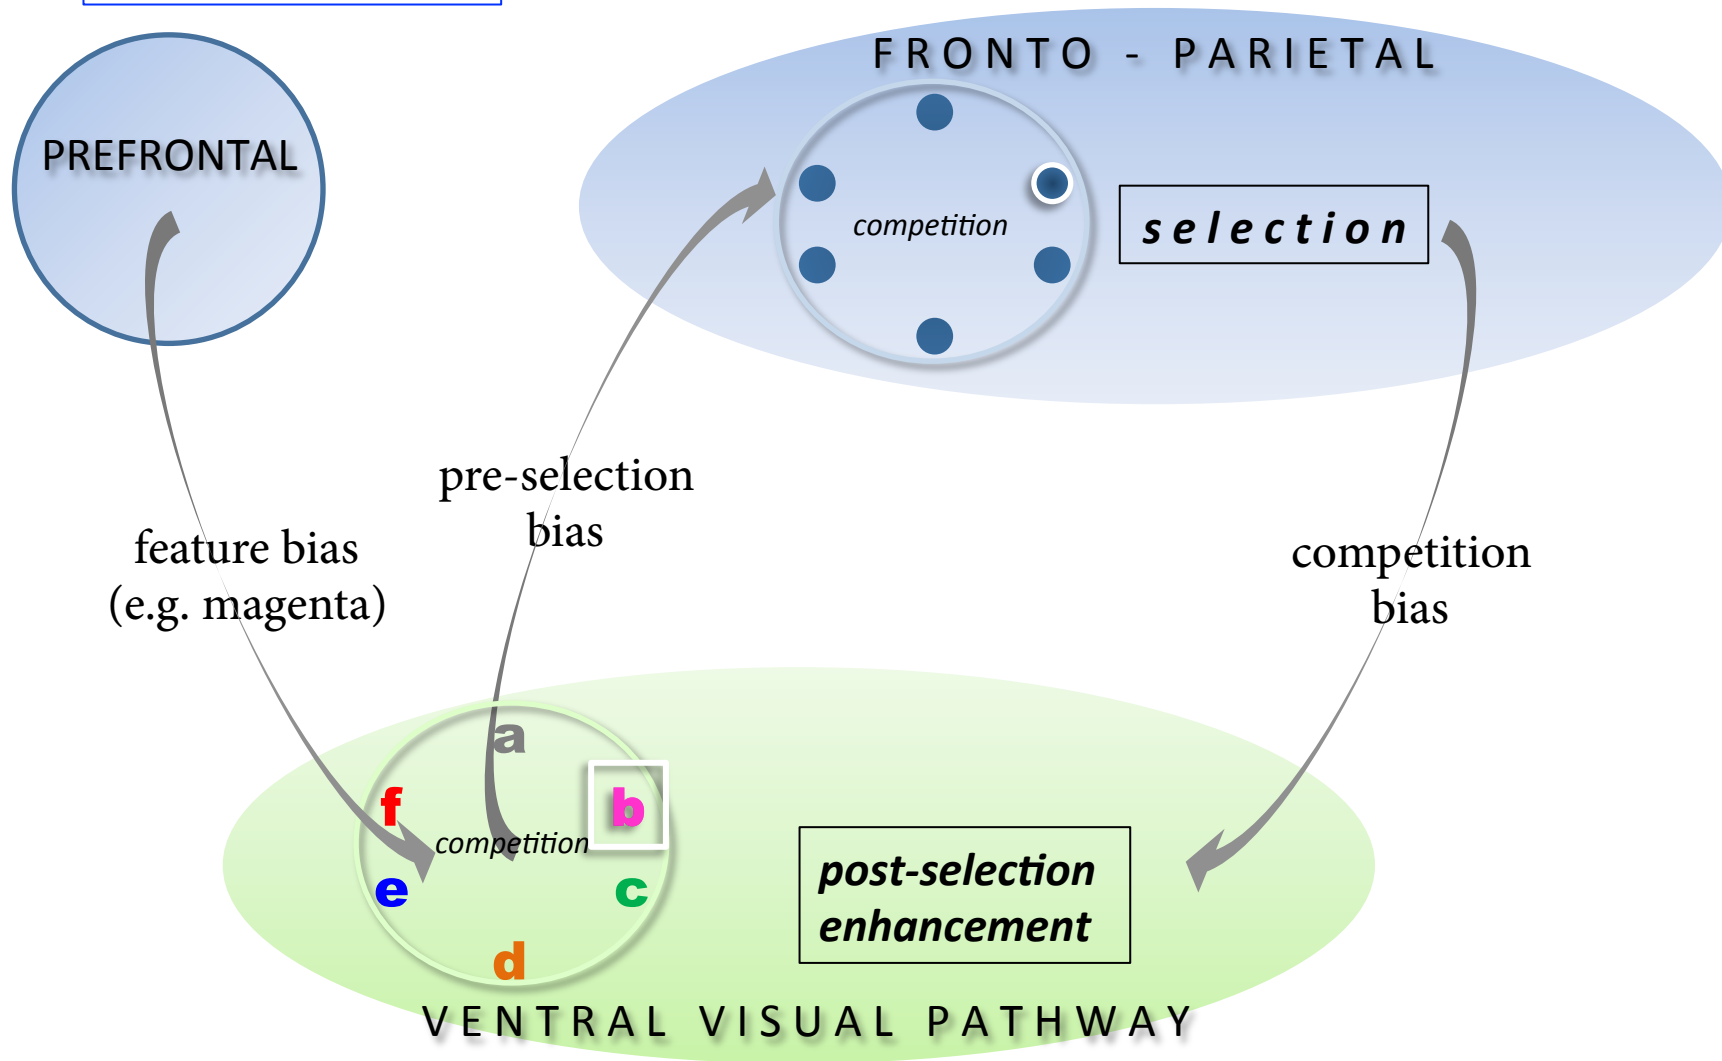 FRONTO - PARIETAL
PREFRONTAL
competition
selection
pre-selection
bias
feature bias
(e.g. magenta)
competition
bias
a
f
b
competition
e
c
d
post-selection
enhancement
VENTRAL VISUAL PATHWAY